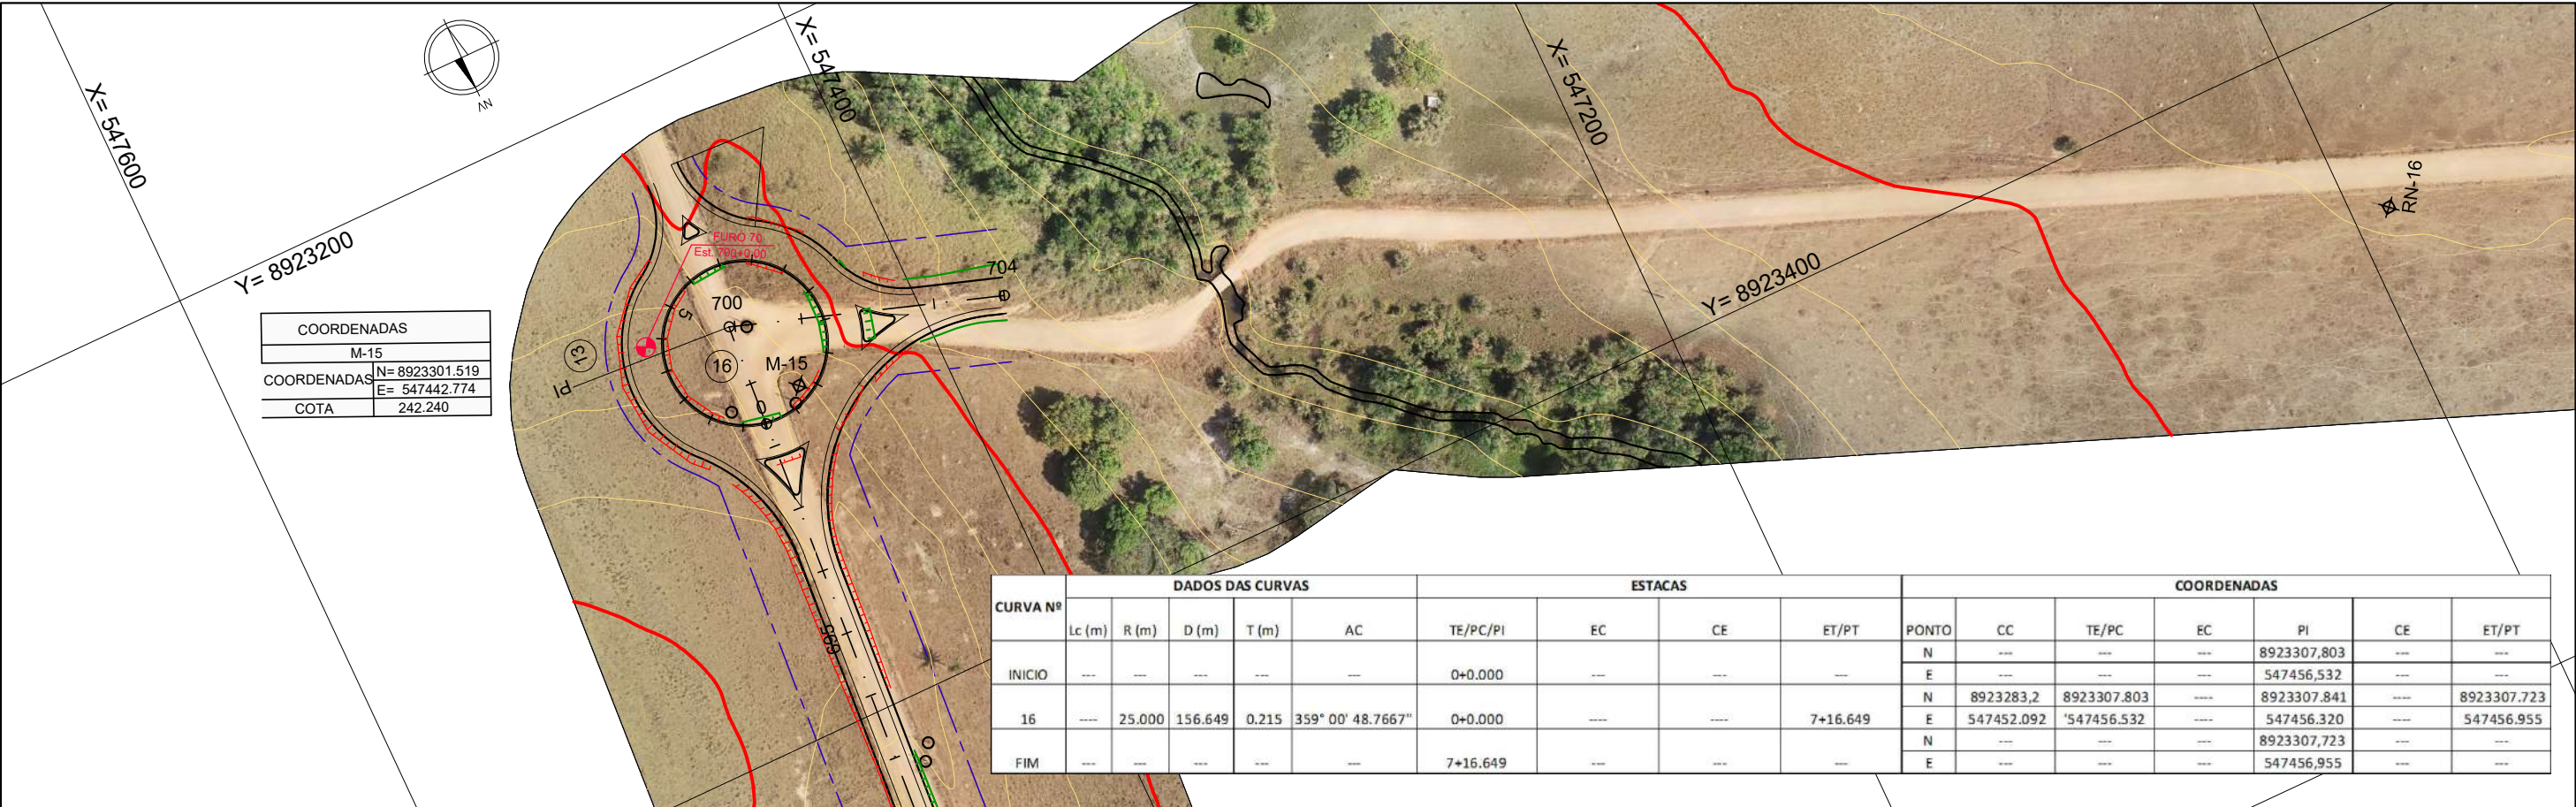 X= 547600
X= 547400
X= 547200
NV
Y= 8923200
Y= 8923400
RN-16
FURO 70
Est. 700+0.00
704
700
5
16
M-15
0
PI 13
695
COORDENADAS
M-15
COORDENADAS N= 8923301.519
E= 547442.774
COTA 242.240
DADOS DAS CURVAS ESTACAS COORDENADAS
CURVA Nº Lc (m) R (m) D (m) T (m) AC TE/PC/PI EC CE ET/PT PONTO CC TE/PC EC PI CE ET/PT
INICIO --- --- --- --- --- 0+0.000 --- --- --- N --- --- --- 8923307,803 --- ---
E --- --- --- 547456,532 --- ---
16 ---- 25.000 156.649 0.215 359° 00' 48.7667" 0+0.000 ---- ---- 7+16.649 N 8923283,2 8923307.803 ---- 8923307.841 ---- 8923307.723
E 547452.092 '547456.532 ---- 547456.320 ---- 547456.955
FIM --- --- --- --- --- 7+16.649 --- --- --- N --- --- --- 8923307,723 --- ---
E --- --- --- 547456,955 --- ---